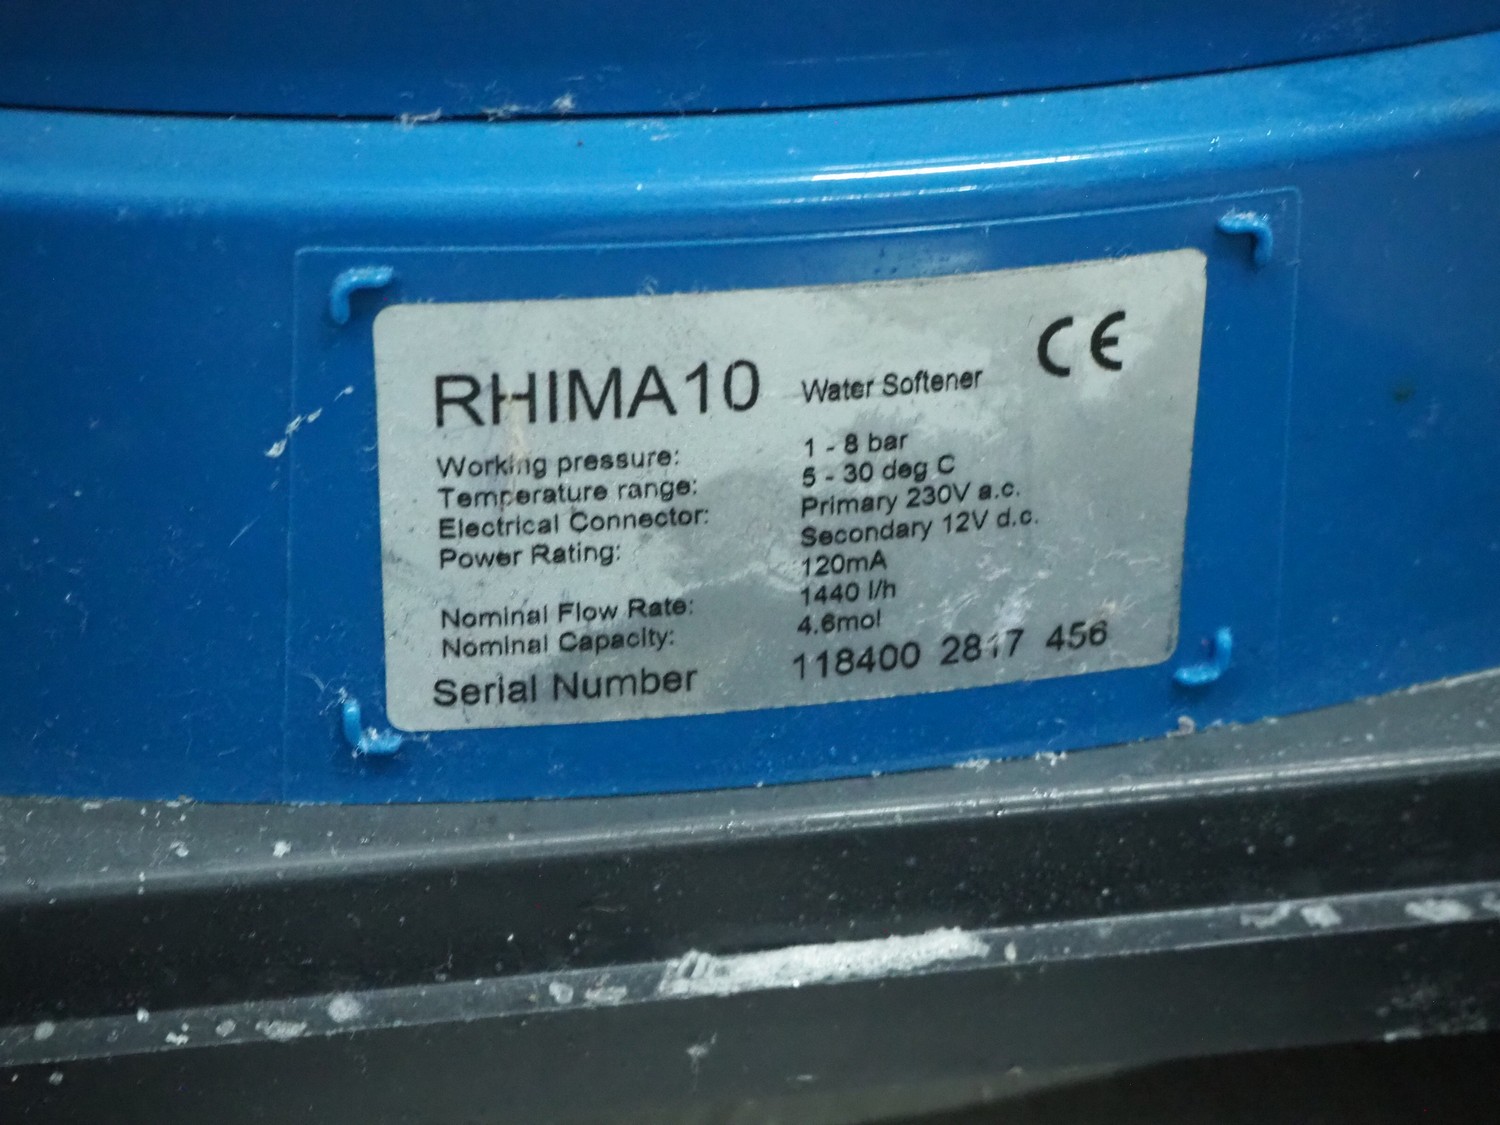 RHIMA10 Water Softener CE
Working pressure: 1 - 8 bar
Temperature range: 5 - 30 deg C
Electrical Connector: Primary 230V a.c.
Power Rating: Secondary 12V d.c.
120mA
Nominal Flow Rate: 1440 l/h
Nominal Capacity: 4.6mol
Serial Number 118400 2817 456